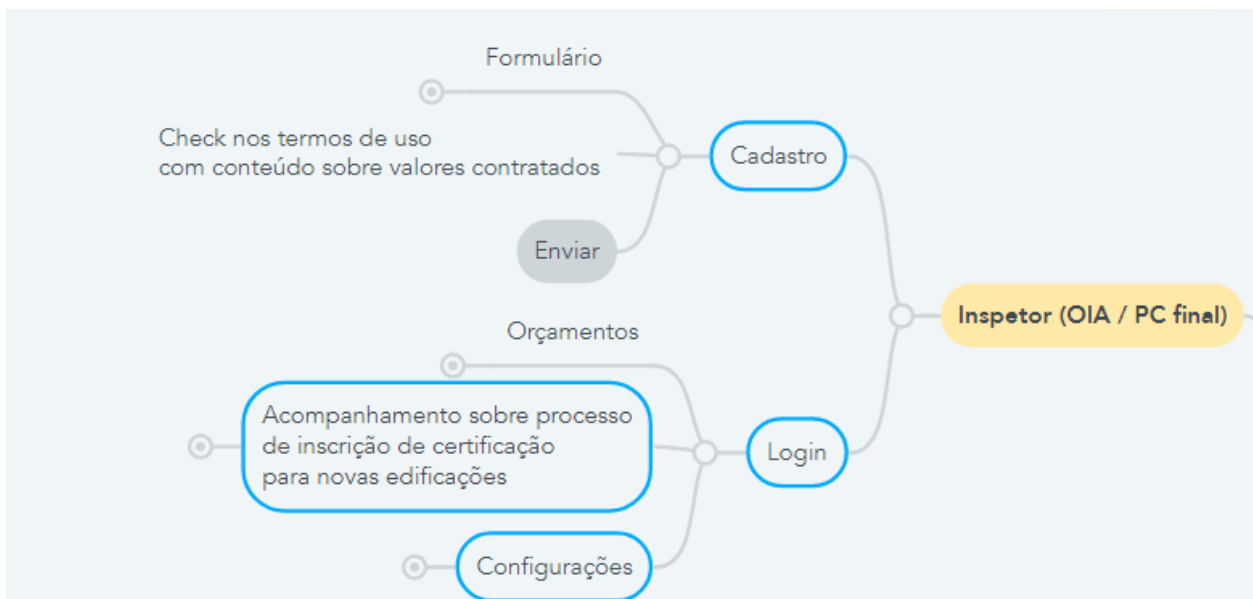 Formulário
Check nos termos de uso
com conteúdo sobre valores contratados
Cadastro
Enviar
Inspetor (OIA / PC final)
Orçamentos
Acompanhamento sobre processo
de inscrição de certificação
para novas edificações
Login
Configurações